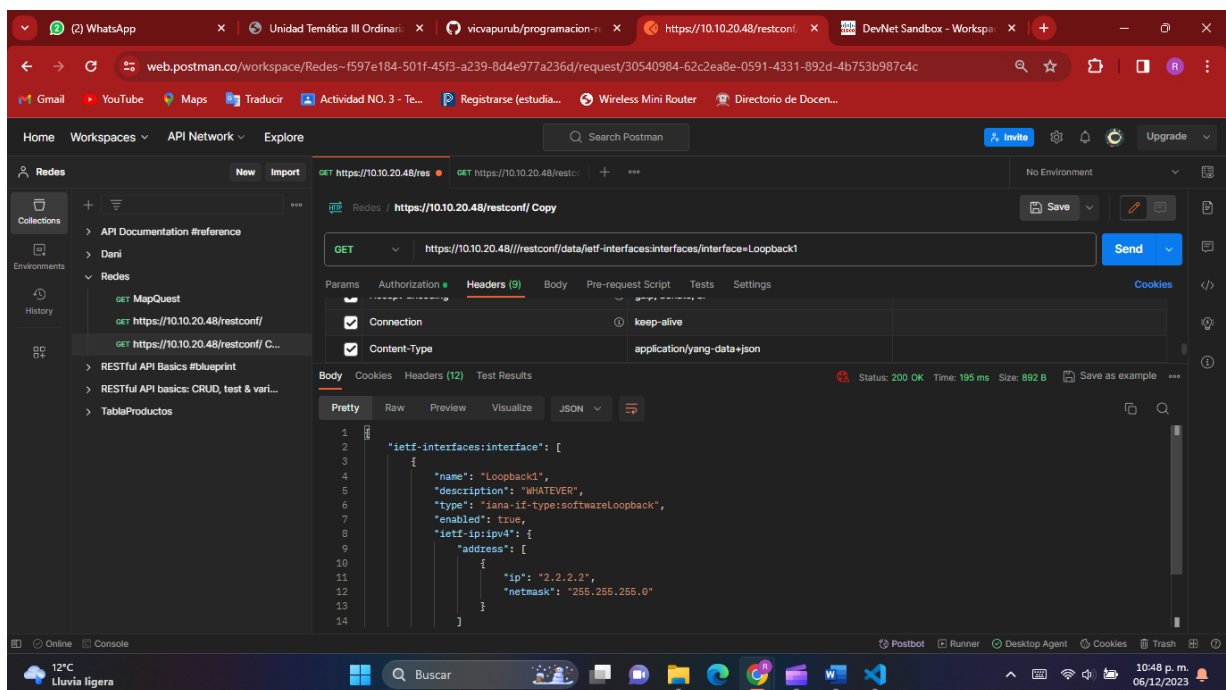 (2) WhatsApp
Unidad Temática III Ordinari
vicvapurub/programacion-r
https://10.10.20.48/restconf/
DevNet Sandbox - Workspa
web.postman.co/workspace/Redes~f597e184-501f-45f3-a239-8d4e977a236d/request/30540984-62c2ea8e-0591-4331-892d-4b753b987c4c
Gmail YouTube Maps Traducir Actividad NO. 3 - Te... Registrarse (estudia... Wireless Mini Router Directorio de Docen...
Home Workspaces API Network Explore Search Postman Invite Upgrade
Redes New Import GET https://10.10.20.48/res GET https://10.10.20.48/restco No Environment
Collections
Environments
History
API Documentation #reference
Dani
Redes
GET MapQuest
GET https://10.10.20.48/restconf/
GET https://10.10.20.48/restconf/ C...
RESTful API Basics #blueprint
RESTful API basics: CRUD, test & vari...
TablaProductos
HTTP Redes / https://10.10.20.48/restconf/ Copy Save
GET https://10.10.20.48///restconf/data/ietf-interfaces:interfaces/interface=Loopback1 Send
Params Authorization Headers (9) Body Pre-request Script Tests Settings Cookies
Connection keep-alive
Content-Type application/yang-data+json
Body Cookies Headers (12) Test Results Status: 200 OK Time: 195 ms Size: 892 B Save as example
Pretty Raw Preview Visualize JSON
1 {
2 "ietf-interfaces:interface": [
3 {
4 "name": "Loopback1",
5 "description": "WHATEVER",
6 "type": "iana-if-type:softwareLoopback",
7 "enabled": true,
8 "ietf-ip:ipv4": {
9 "address": [
10 {
11 "ip": "2.2.2.2",
12 "netmask": "255.255.255.0"
13 }
14 ]
Online Console Postbot Runner Desktop Agent Cookies Trash
12°C
Lluvia ligera
Buscar
10:48 p. m.
06/12/2023